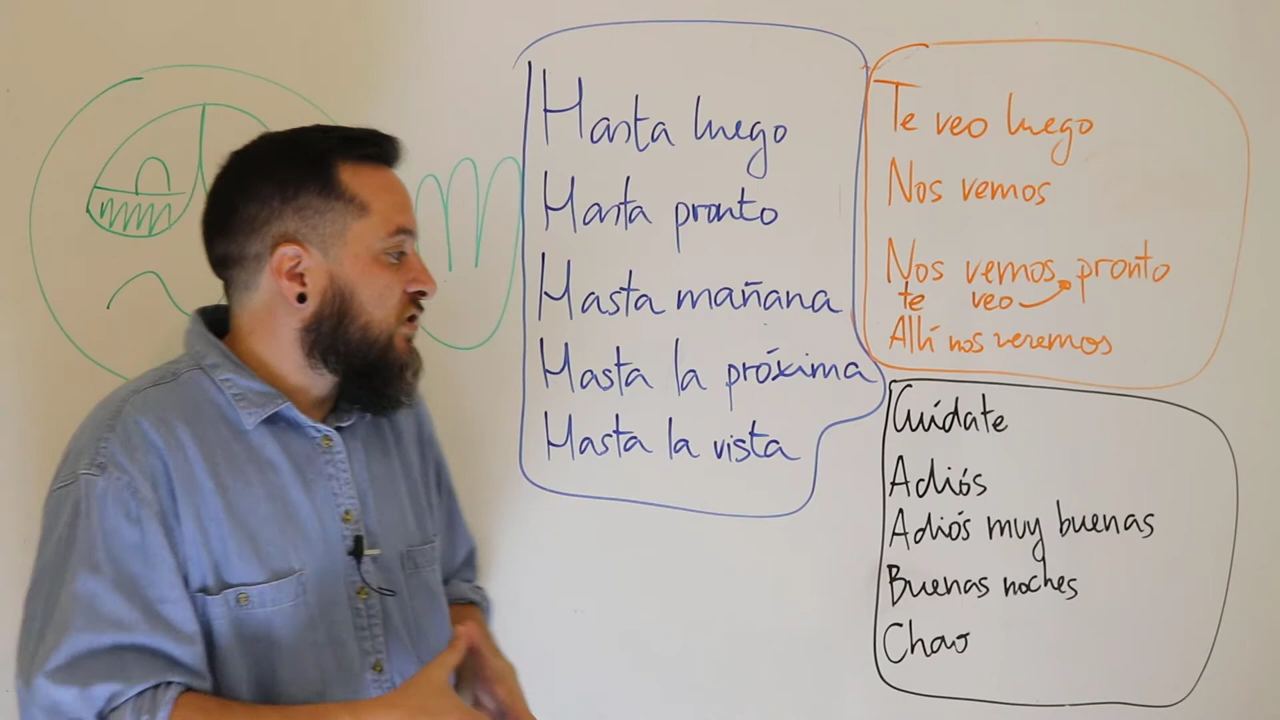 Hasta luego
Hasta pronto
Hasta mañana
Hasta la próxima
Hasta la vista
Te veo luego
Nos vemos
Nos vemos pronto
te veo
Allí nos veremos
Cuídate
Adiós
Adiós muy buenas
Buenas noches
Chao